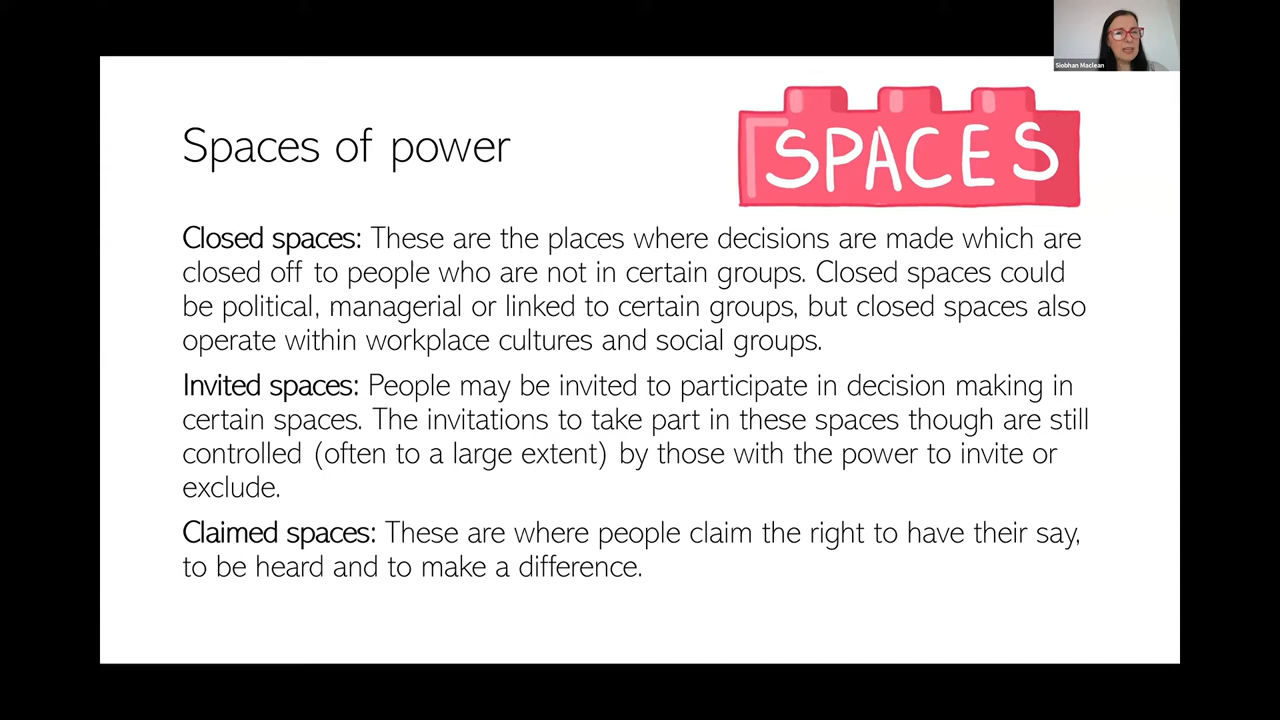 Siobhan Maclean
SPACES
Spaces of power
Closed spaces: These are the places where decisions are made which are
closed off to people who are not in certain groups. Closed spaces could
be political, managerial or linked to certain groups, but closed spaces also
operate within workplace cultures and social groups.
Invited spaces: People may be invited to participate in decision making in
certain spaces. The invitations to take part in these spaces though are still
controlled (often to a large extent) by those with the power to invite or
exclude.
Claimed spaces: These are where people claim the right to have their say,
to be heard and to make a difference.